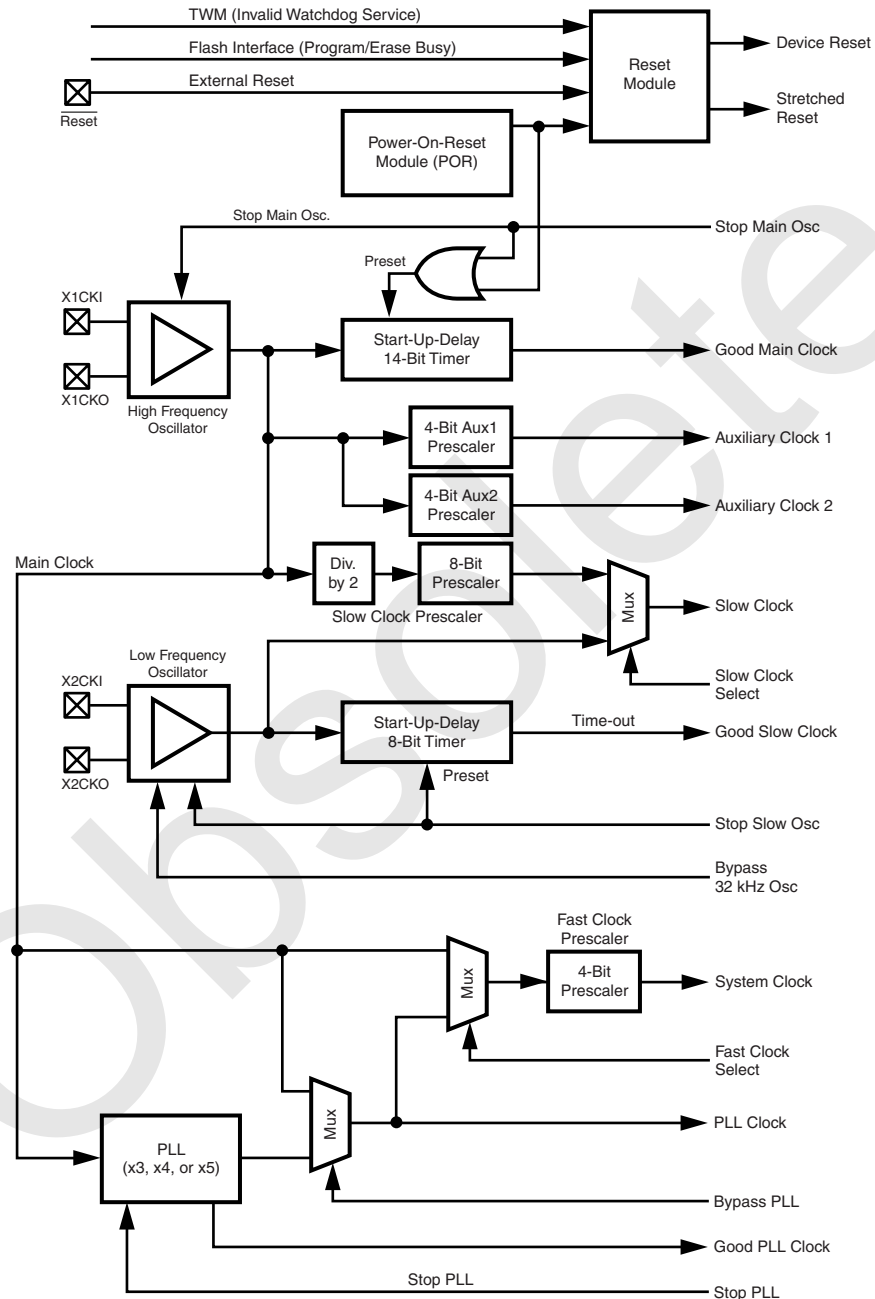 TWM (Invalid Watchdog Service)
Flash Interface (Program/Erase Busy)
External Reset
Reset
Reset
Module
Device Reset
Stretched
Reset
Power-On-Reset
Module (POR)
Stop Main Osc.
Stop Main Osc
Preset
X1CKI
X1CKO
High Frequency
Oscillator
Start-Up-Delay
14-Bit Timer
Good Main Clock
4-Bit Aux1
Prescaler
Auxiliary Clock 1
4-Bit Aux2
Prescaler
Auxiliary Clock 2
Main Clock
Div.
by 2
8-Bit
Prescaler
Slow Clock Prescaler
Mux
Slow Clock
Slow Clock
Select
Low Frequency
Oscillator
X2CKI
X2CKO
Start-Up-Delay
8-Bit Timer
Time-out
Good Slow Clock
Preset
Stop Slow Osc
Bypass
32 kHz Osc
Fast Clock
Prescaler
Mux
4-Bit
Prescaler
System Clock
Fast Clock
Select
Mux
PLL Clock
PLL
(x3, x4, or x5)
Bypass PLL
Good PLL Clock
Stop PLL
Stop PLL
Obsolete